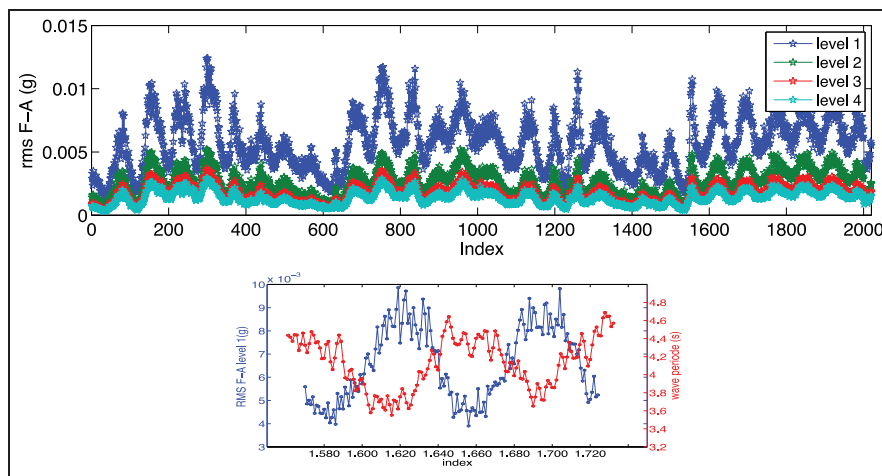 0.015
0.01
0.005
0
rms F-A (g)
level 1
level 2
level 3
level 4
0 200 400 600 800 1000 1200 1400 1600 1800 2000
Index
× 10⁻³
10
9
8
7
6
5
4
3
RMS F-A level 1(g)
4.8
4.6
4.4
4.2
4
3.8
3.6
3.4
3.2
wave periode (s)
1.580 1.600 1.620 1.640 1.660 1.680 1.700 1.720
index